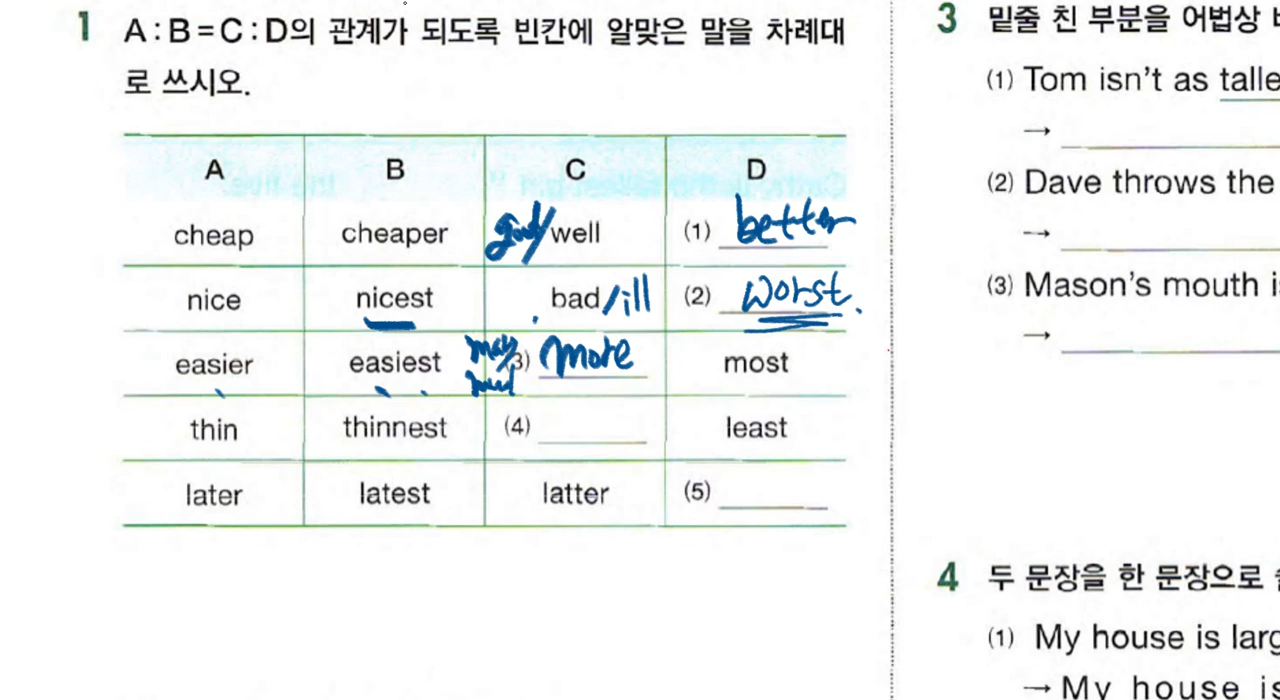 1 A : B = C : D의 관계가 되도록 빈칸에 알맞은 말을 차례대
로 쓰시오.
A B C D
cheap cheaper good/well (1) better
nice nicest bad/ill (2) worst.
easier easiest (3) more most
thin thinnest (4) least
later latest latter (5)
3 밑줄 친 부분을 어법상
(1) Tom isn't as talle
→
(2) Dave throws the
→
(3) Mason's mouth is
→
4 두 문장을 한 문장으로
(1) My house is larg
→ My house is